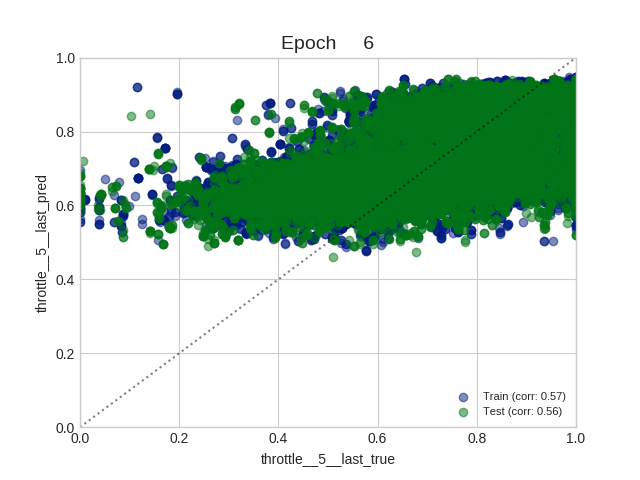 Epoch     6
1.0
0.8
0.6
0.4
0.2
0.0
throttle__5__last_pred
Train (corr: 0.57)
Test (corr: 0.56)
0.0 0.2 0.4 0.6 0.8 1.0
throttle__5__last_true